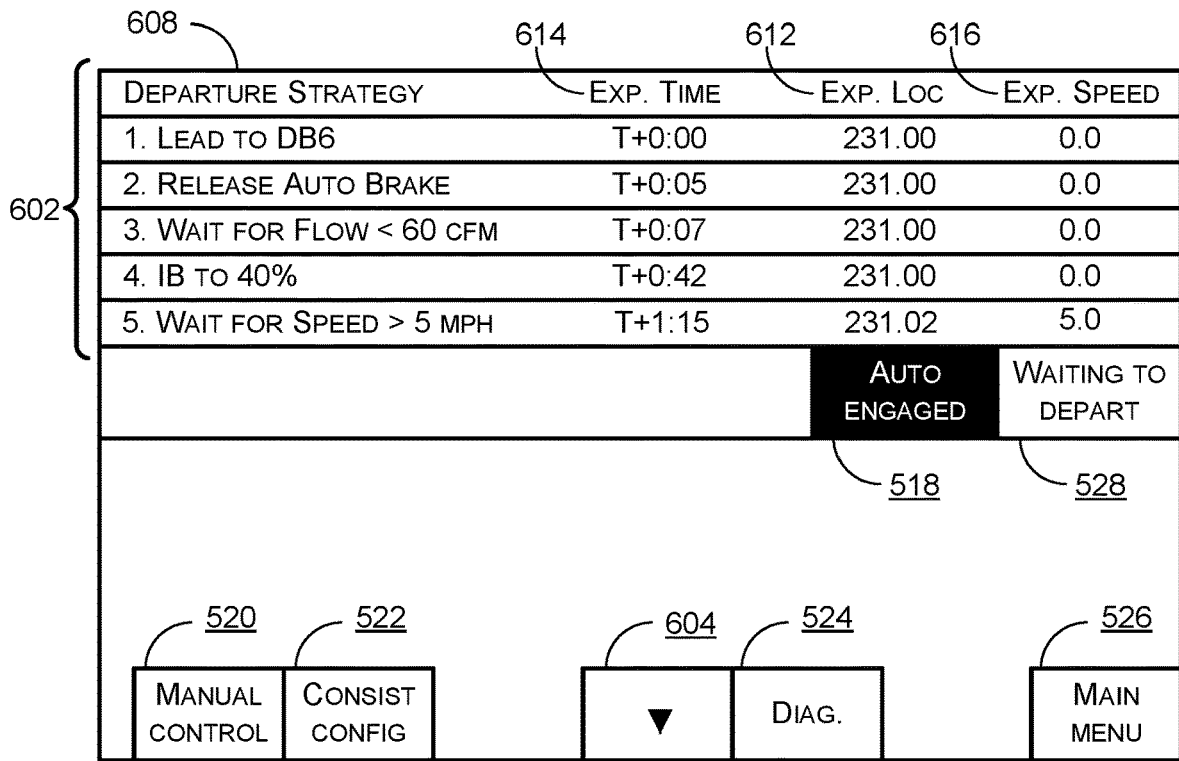 608
614
612
616
DEPARTURE STRATEGY EXP. TIME EXP. LOC EXP. SPEED
1. LEAD TO DB6 T+0:00 231.00 0.0
2. RELEASE AUTO BRAKE T+0:05 231.00 0.0
602
3. WAIT FOR FLOW < 60 CFM T+0:07 231.00 0.0
4. IB TO 40% T+0:42 231.00 0.0
5. WAIT FOR SPEED > 5 MPH T+1:15 231.02 5.0
AUTO
ENGAGED
WAITING TO
DEPART
518
528
520
522
604
524
526
MANUAL
CONTROL
CONSIST
CONFIG
▼
DIAG.
MAIN
MENU